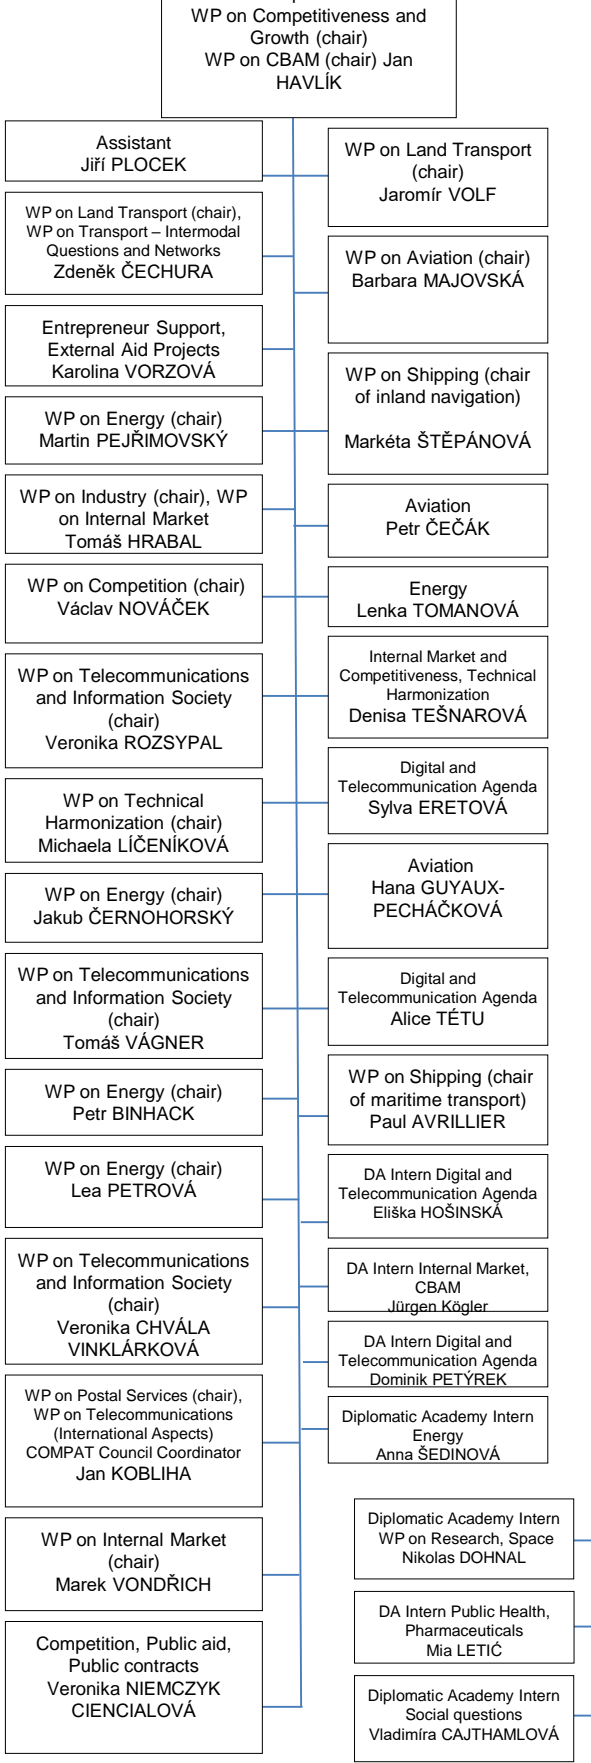 WP on Competitiveness and
Growth (chair)
WP on CBAM (chair) Jan
HAVLÍK
Assistant
Jiří PLOCEK
WP on Land Transport (chair),
WP on Transport – Intermodal
Questions and Networks
Zdeněk ČECHURA
Entrepreneur Support,
External Aid Projects
Karolina VORZOVÁ
WP on Energy (chair)
Martin PEJŘIMOVSKÝ
WP on Industry (chair), WP
on Internal Market
Tomáš HRABAL
WP on Competition (chair)
Václav NOVÁČEK
WP on Telecommunications
and Information Society
(chair)
Veronika ROZSYPAL
WP on Technical
Harmonization (chair)
Michaela LÍČENÍKOVÁ
WP on Energy (chair)
Jakub ČERNOHORSKÝ
WP on Telecommunications
and Information Society
(chair)
Tomáš VÁGNER
WP on Energy (chair)
Petr BINHACK
WP on Energy (chair)
Lea PETROVÁ
WP on Telecommunications
and Information Society
(chair)
Veronika CHVÁLA
VINKLÁRKOVÁ
WP on Postal Services (chair),
WP on Telecommunications
(International Aspects)
COMPAT Council Coordinator
Jan KOBLIHA
WP on Internal Market
(chair)
Marek VONDŘICH
Competition, Public aid,
Public contracts
Veronika NIEMCZYK
CIENCIALOVÁ
WP on Land Transport
(chair)
Jaromír VOLF
WP on Aviation (chair)
Barbara MAJOVSKÁ
WP on Shipping (chair
of inland navigation)
Markéta ŠTĚPÁNOVÁ
Aviation
Petr ČEČÁK
Energy
Lenka TOMANOVÁ
Internal Market and
Competitiveness, Technical
Harmonization
Denisa TEŠNAROVÁ
Digital and
Telecommunication Agenda
Sylva ERETOVÁ
Aviation
Hana GUYAUX-
PECHÁČKOVÁ
Digital and
Telecommunication Agenda
Alice TÉTU
WP on Shipping (chair
of maritime transport)
Paul AVRILLIER
DA Intern Digital and
Telecommunication Agenda
Eliška HOŠINSKÁ
DA Intern Internal Market,
CBAM
Jürgen Kögler
DA Intern Digital and
Telecommunication Agenda
Dominik PETÝREK
Diplomatic Academy Intern
Energy
Anna ŠEDINOVÁ
Diplomatic Academy Intern
WP on Research, Space
Nikolas DOHNAL
DA Intern Public Health,
Pharmaceuticals
Mia LETIĆ
Diplomatic Academy Intern
Social questions
Vladimíra CAJTHAMLOVÁ